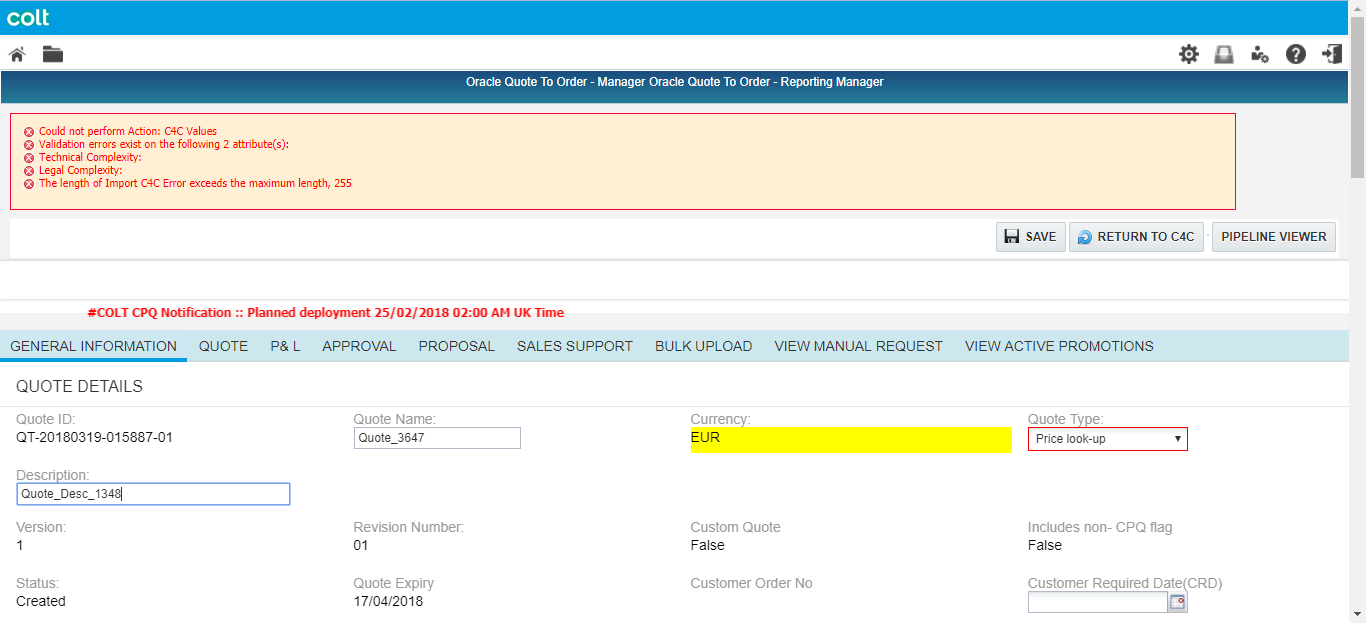 colt
Oracle Quote To Order - Manager Oracle Quote To Order - Reporting Manager
Could not perform Action: C4C Values
Validation errors exist on the following 2 attribute(s):
Technical Complexity:
Legal Complexity:
The length of Import C4C Error exceeds the maximum length, 255
SAVE RETURN TO C4C PIPELINE VIEWER
#COLT CPQ Notification :: Planned deployment 25/02/2018 02:00 AM UK Time
GENERAL INFORMATION QUOTE P& L APPROVAL PROPOSAL SALES SUPPORT BULK UPLOAD VIEW MANUAL REQUEST VIEW ACTIVE PROMOTIONS
QUOTE DETAILS
Quote ID: Quote Name: Currency: Quote Type:
QT-20180319-015887-01 Quote_3647 EUR Price look-up
Description:
Quote_Desc_1348
Version: Revision Number: Custom Quote Includes non- CPQ flag
1 01 False False
Status: Quote Expiry Customer Order No Customer Required Date(CRD)
Created 17/04/2018